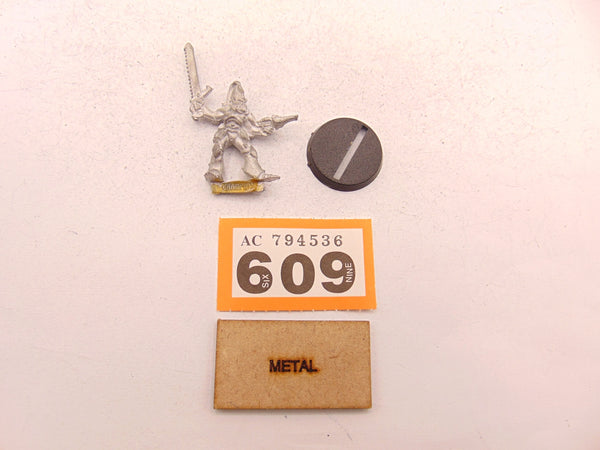 AC 794536
609
SIX
NINE
METAL